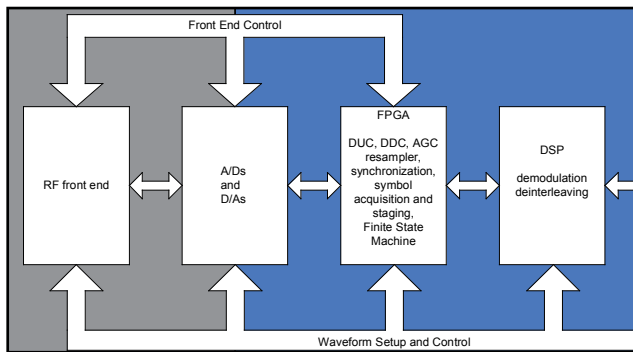 Front End Control
RF front end
A/Ds
and
D/As
FPGA
DUC, DDC, AGC
resampler,
synchronization,
symbol
acquisition and
staging,
Finite State
Machine
DSP
demodulation
deinterleaving
Waveform Setup and Control